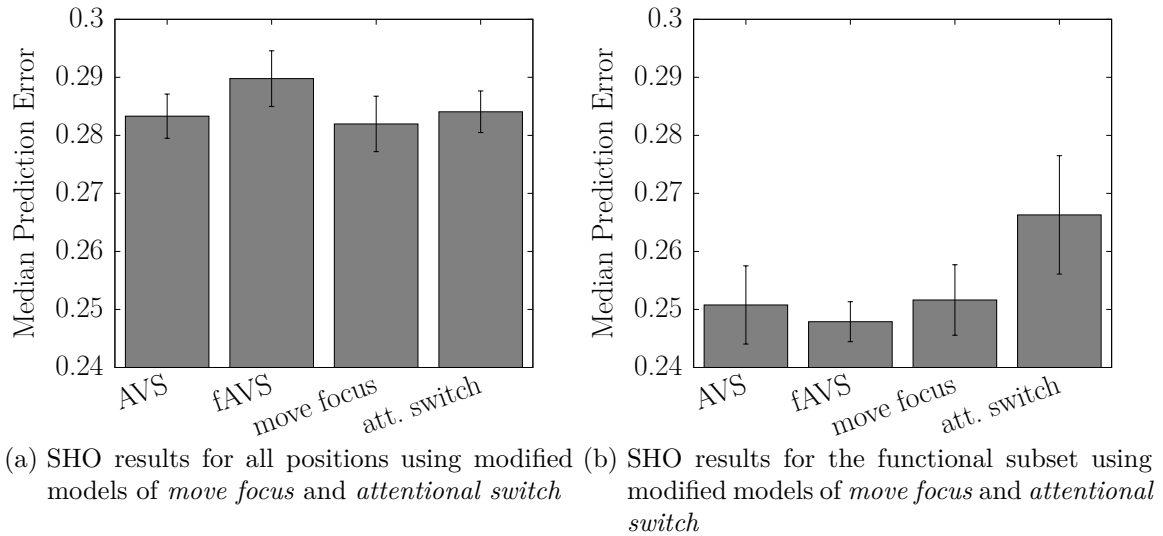 0.3
0.29
0.28
0.27
0.26
0.25
0.24
Median Prediction Error
AVS
fAVS
move focus
att. switch
(a) SHO results for all positions using modified
models of move focus and attentional switch
0.3
0.29
0.28
0.27
0.26
0.25
0.24
Median Prediction Error
AVS
fAVS
move focus
att. switch
(b) SHO results for the functional subset using
modified models of move focus and attentional
switch